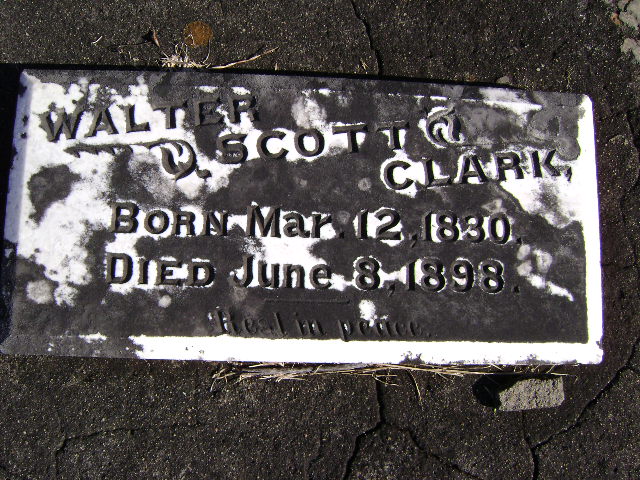 WALTER
SCOTT
CLARK,
BORN MAR. 12, 1830.
DIED JUNE 8, 1898.
Rest in peace.